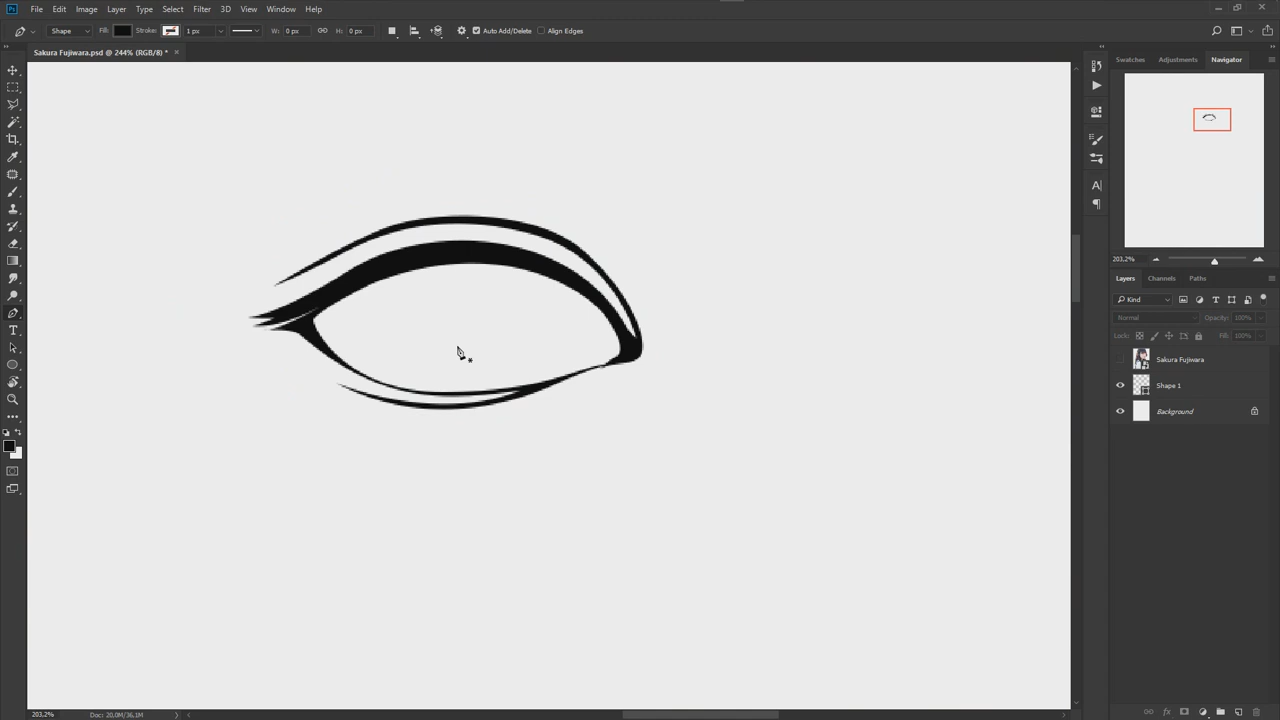 Ps File Edit Image Layer Type Select Filter 3D View Window Help
Shape Fill: Stroke: 1 px W: 0 px H: 0 px Auto Add/Delete Align Edges
Sakura Fujiwara.psd @ 244% (RGB/8) *
Swatches Adjustments Navigator
203,2%
Layers Channels Paths
Kind
Normal Opacity: 100%
Lock: Fill: 100%
Sakura Fujiwara
Shape 1
Background
203,2% Doc: 20,0M/36,1M